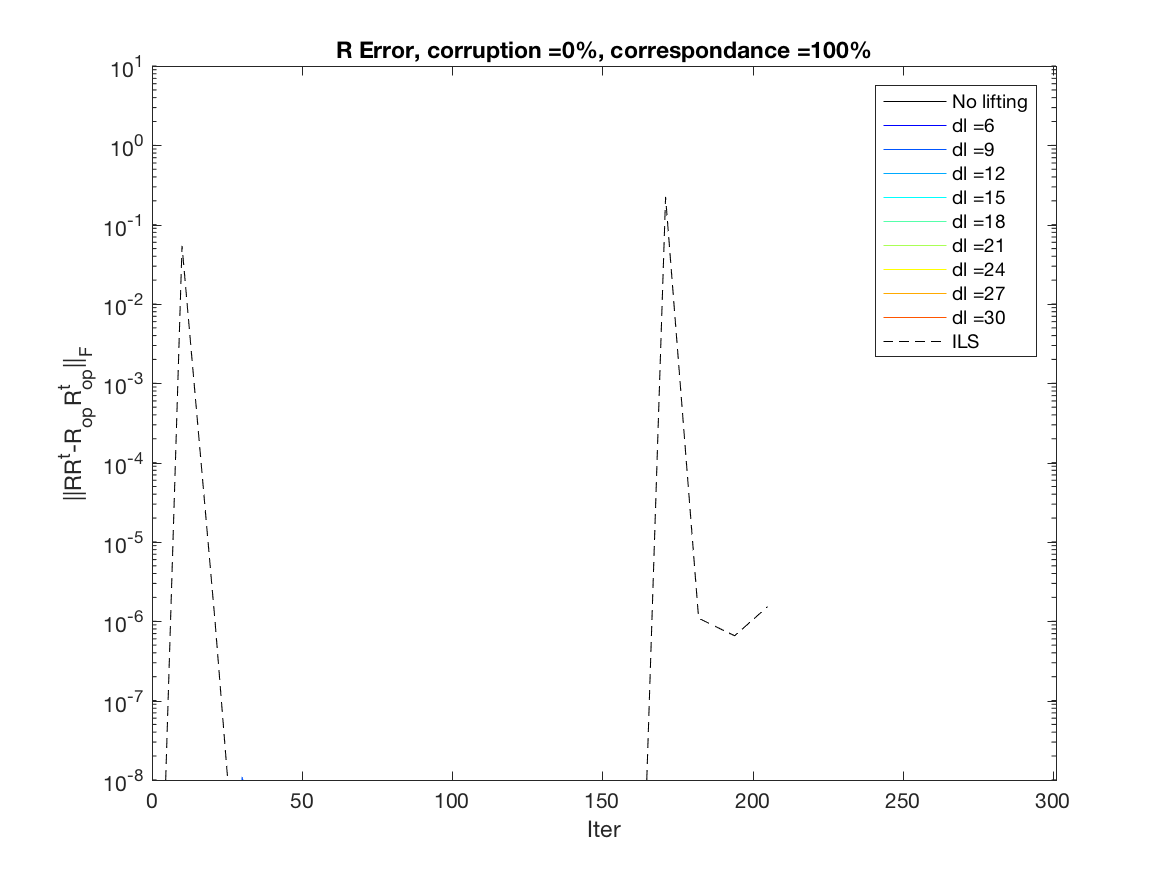 R Error, corruption =0%, correspondance =100%
10^1
10^0
10^-1
10^-2
10^-3
10^-4
10^-5
10^-6
10^-7
10^-8
||RR^t-R_op R_op^t||_F
0
50
100
150
200
250
300
Iter
No lifting
dl =6
dl =9
dl =12
dl =15
dl =18
dl =21
dl =24
dl =27
dl =30
ILS